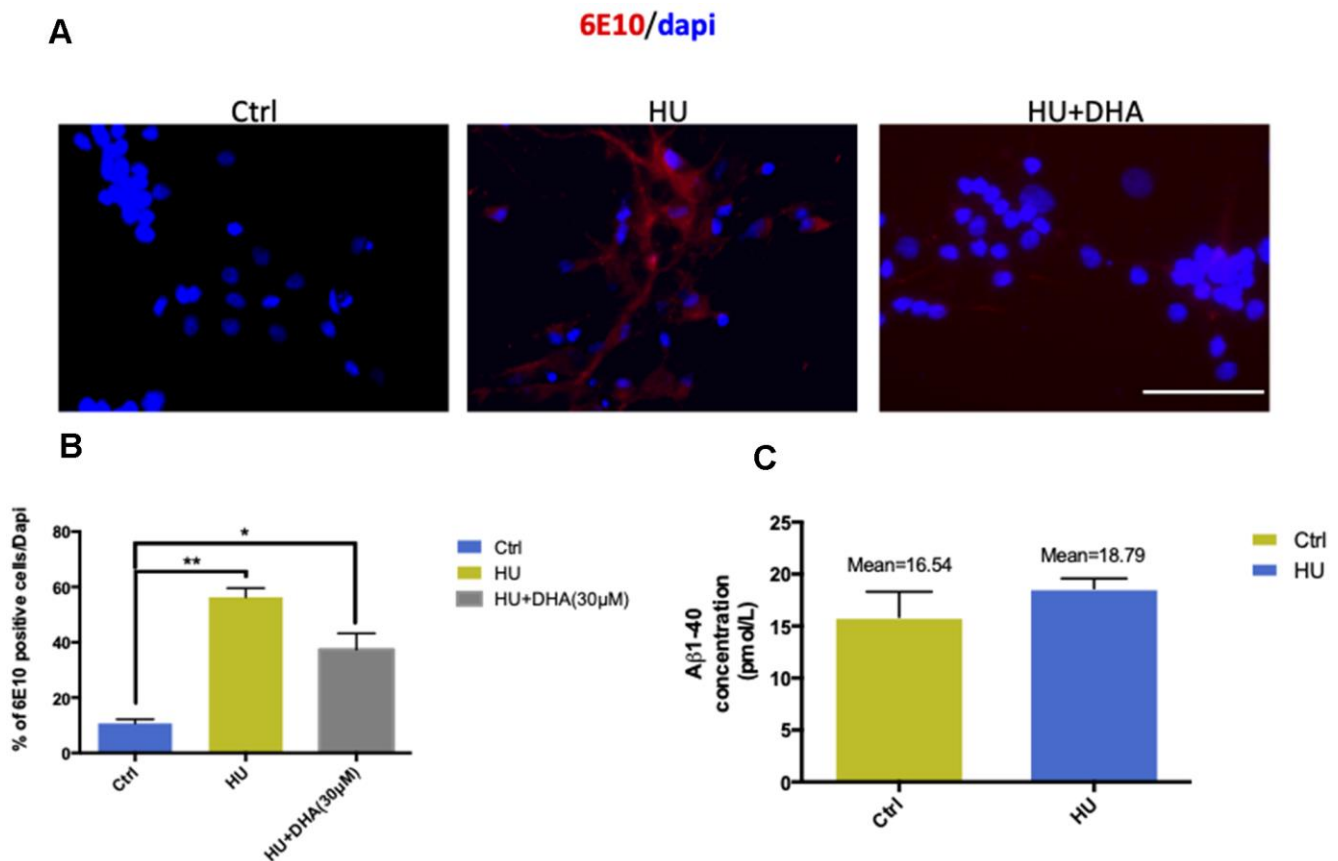 A
6E10/dapi
Ctrl
HU
HU+DHA
B
% of 6E10 positive cells/Dapi
80
60
40
20
0
*
**
Ctrl
HU
HU+DHA(30μM)
Ctrl
HU
HU+DHA(30μM)
C
Aβ1-40
concentration
(pmol/L)
25
20
15
10
5
0
Mean=16.54
Mean=18.79
Ctrl
HU
Ctrl
HU